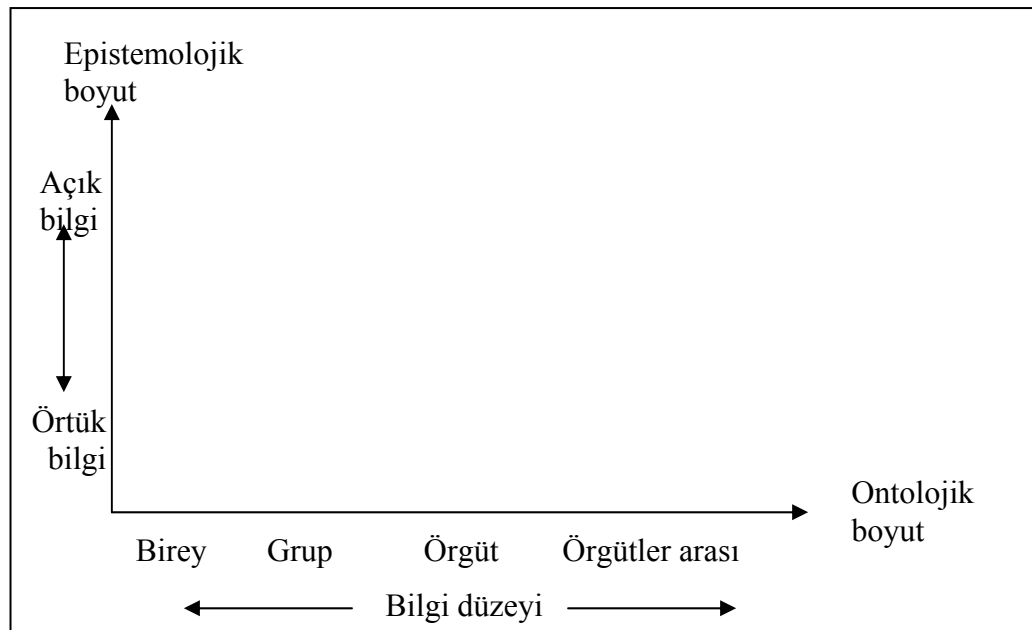 Epistemolojik
boyut
Açık
bilgi
Örtük
bilgi
Ontolojik
boyut
Birey Grup Örgüt Örgütler arası
Bilgi düzeyi